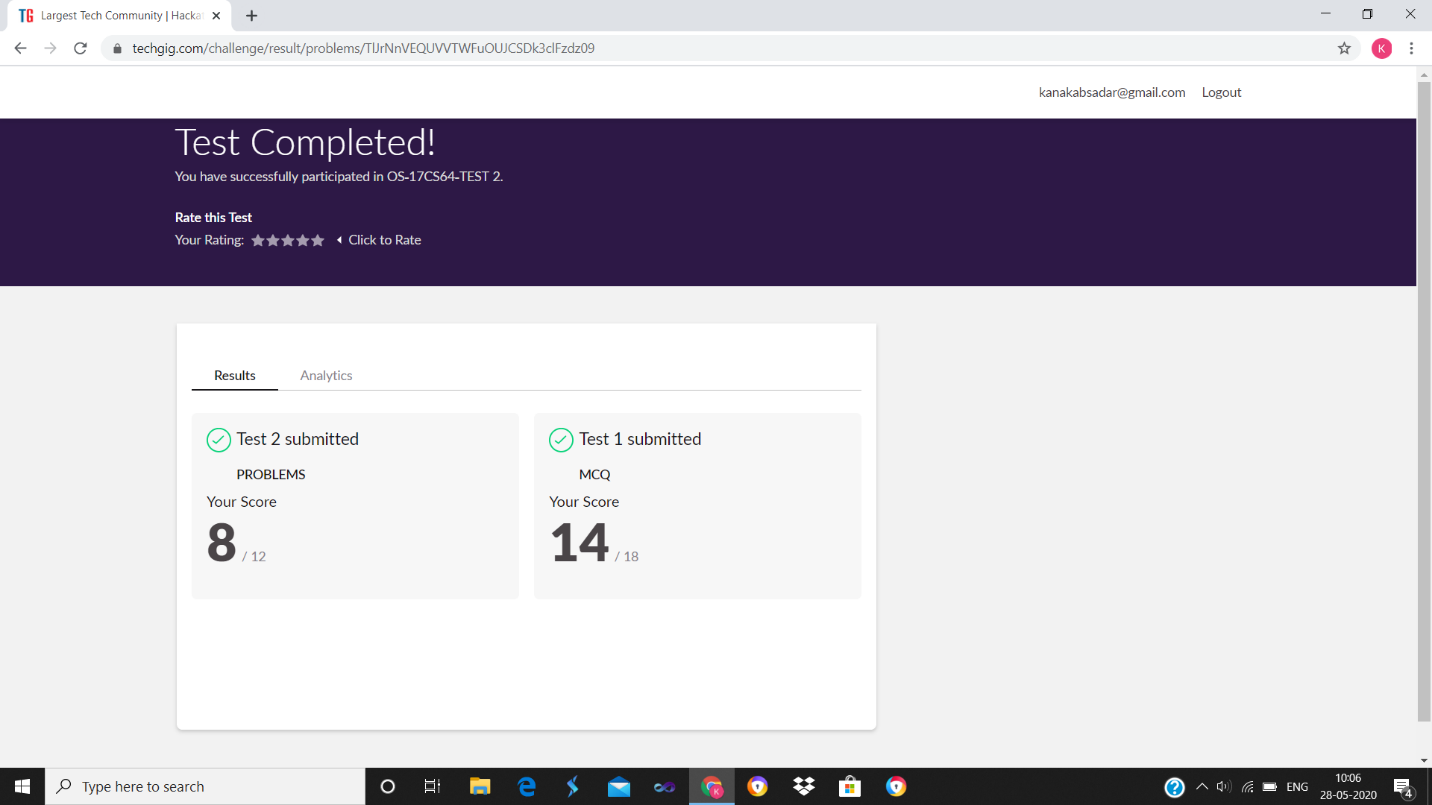 TG Largest Tech Community | Hacka
techgig.com/challenge/result/problems/TlJrNnVEQUVVTWFuOUJCSDk3clFzdz09
K
kanakabsadar@gmail.com Logout
Test Completed!
You have successfully participated in OS-17CS64-TEST 2.
Rate this Test
Your Rating: Click to Rate
Results Analytics
Test 2 submitted
PROBLEMS
Your Score
8 / 12
Test 1 submitted
MCQ
Your Score
14 / 18
Type here to search
K
ENG
10:06
28-05-2020
4